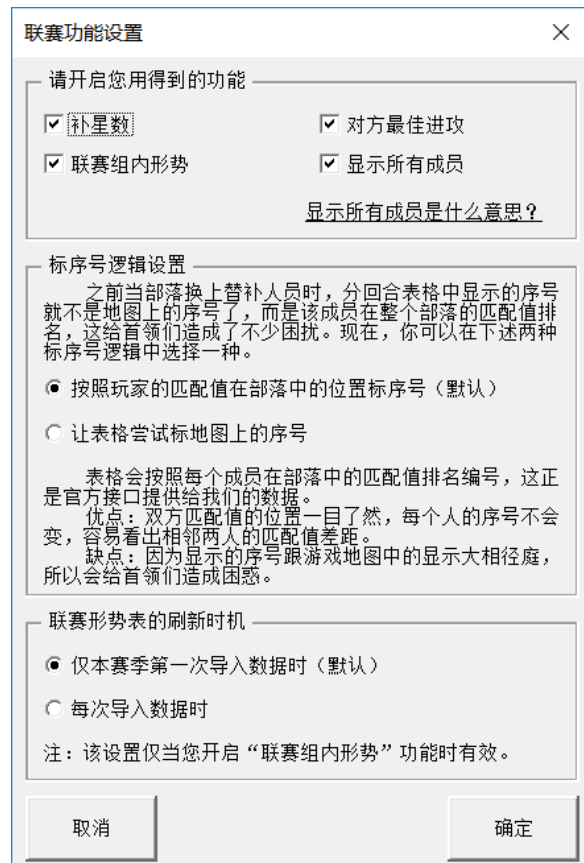 联赛功能设置
请开启您用得到的功能
补星数
对方最佳进攻
联赛组内形势
显示所有成员
显示所有成员是什么意思？
标序号逻辑设置
之前当部落换上替补人员时，分回合表格中显示的序号
就不是地图上的序号了，而是该成员在整个部落的匹配值排
名，这给首领们造成了不少困扰。现在，你可以在下述两种
标序号逻辑中选择一种。
按照玩家的匹配值在部落中的位置标序号（默认）
让表格尝试标地图上的序号
表格会按照每个成员在部落中的匹配值排名编号，这正
是官方接口提供给我们的数据。
优点：双方匹配值的位置一目了然，每个人的序号不会
变，容易看出相邻两人的匹配值差距。
缺点：因为显示的序号跟游戏地图中的显示大相径庭，
所以会给首领们造成困惑。
联赛形势表的刷新时机
仅本赛季第一次导入数据时（默认）
每次导入数据时
注：该设置仅当您开启“联赛组内形势”功能时有效。
取消
确定